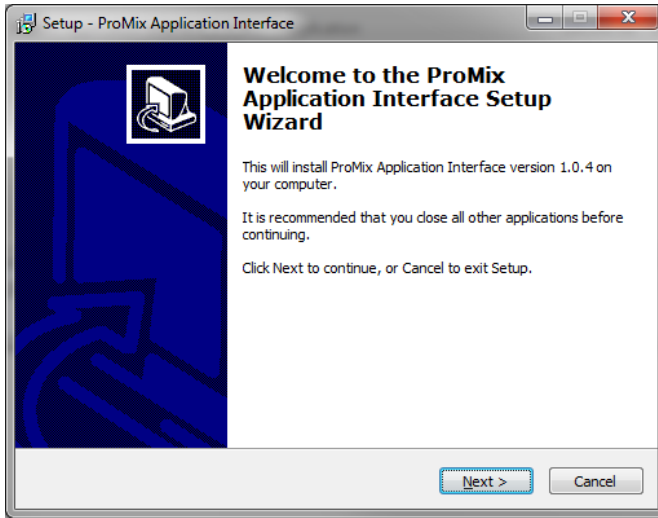 Setup - ProMix Application Interface
Welcome to the ProMix
Application Interface Setup
Wizard
This will install ProMix Application Interface version 1.0.4 on
your computer.
It is recommended that you close all other applications before
continuing.
Click Next to continue, or Cancel to exit Setup.
Next >
Cancel